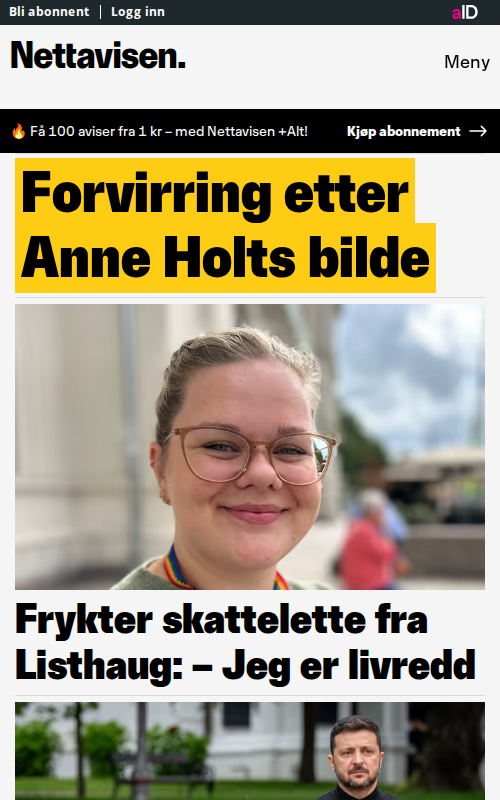 Bli abonnent | Logg inn
aID
Nettavisen.
Meny
🔥 Få 100 aviser fra 1 kr – med Nettavisen +Alt!
Kjøp abonnement →
Forvirring etter
Anne Holts bilde
Frykter skattelette fra
Listhaug: – Jeg er livredd